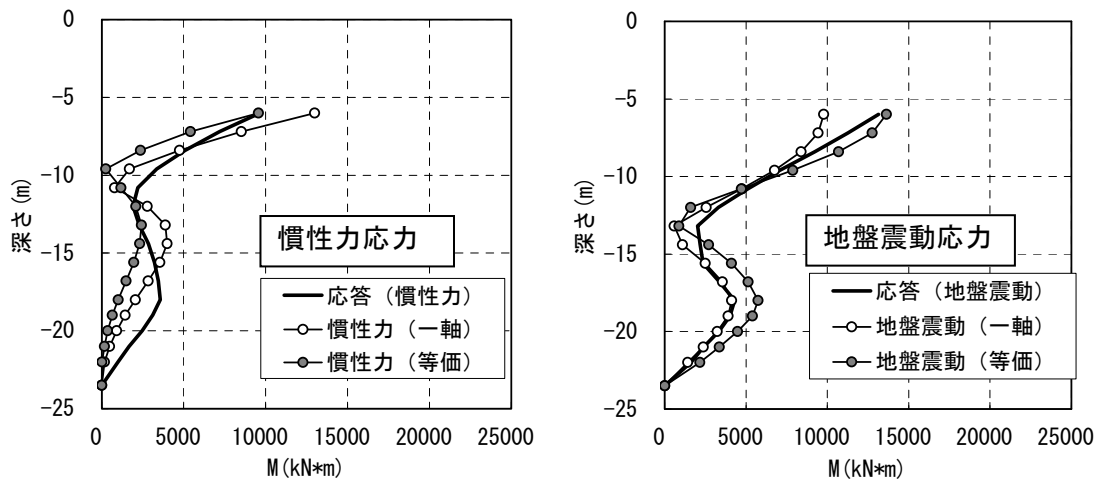 0
-5
-10
-15
-20
-25
深さ(m)
慣性力応力
応答（慣性力）
慣性力（一軸）
慣性力（等価）
0 5000 10000 15000 20000 25000
M(kN*m)
0
-5
-10
-15
-20
-25
深さ(m)
地盤震動応力
応答（地盤震動）
地盤震動（一軸）
地盤震動（等価）
0 5000 10000 15000 20000 25000
M(kN*m)